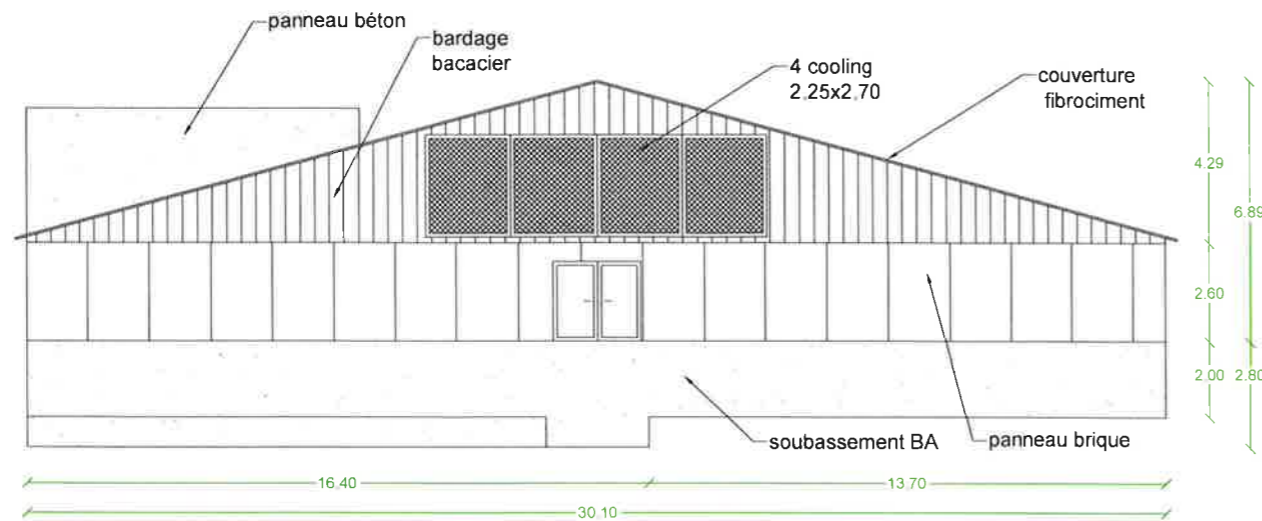 panneau béton
bardage
bacacier
4 cooling
2.25x2.70
couverture
fibrociment
4.29
6.89
2.60
2.00
2.80
soubassement BA
panneau brique
16.40
13.70
30.10